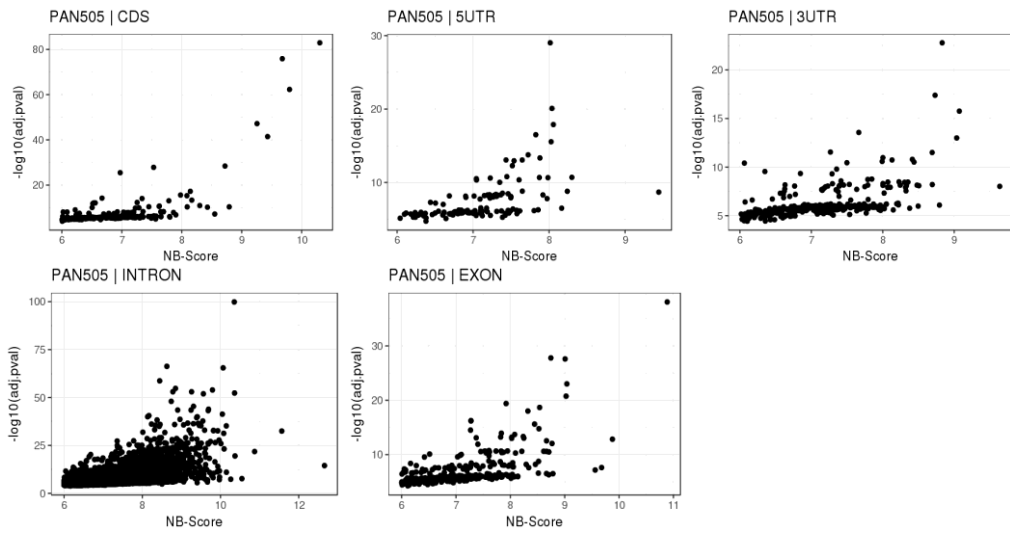 PAN505 | CDS
-log10(adj.pval)
80
60
40
20
6 7 8 9 10
NB-Score
PAN505 | 5UTR
-log10(adj.pval)
30
20
10
6 7 8 9
NB-Score
PAN505 | 3UTR
-log10(adj.pval)
20
15
10
5
6 7 8 9
NB-Score
PAN505 | INTRON
-log10(adj.pval)
100
75
50
25
0
6 8 10 12
NB-Score
PAN505 | EXON
-log10(adj.pval)
30
20
10
6 7 8 9 10 11
NB-Score